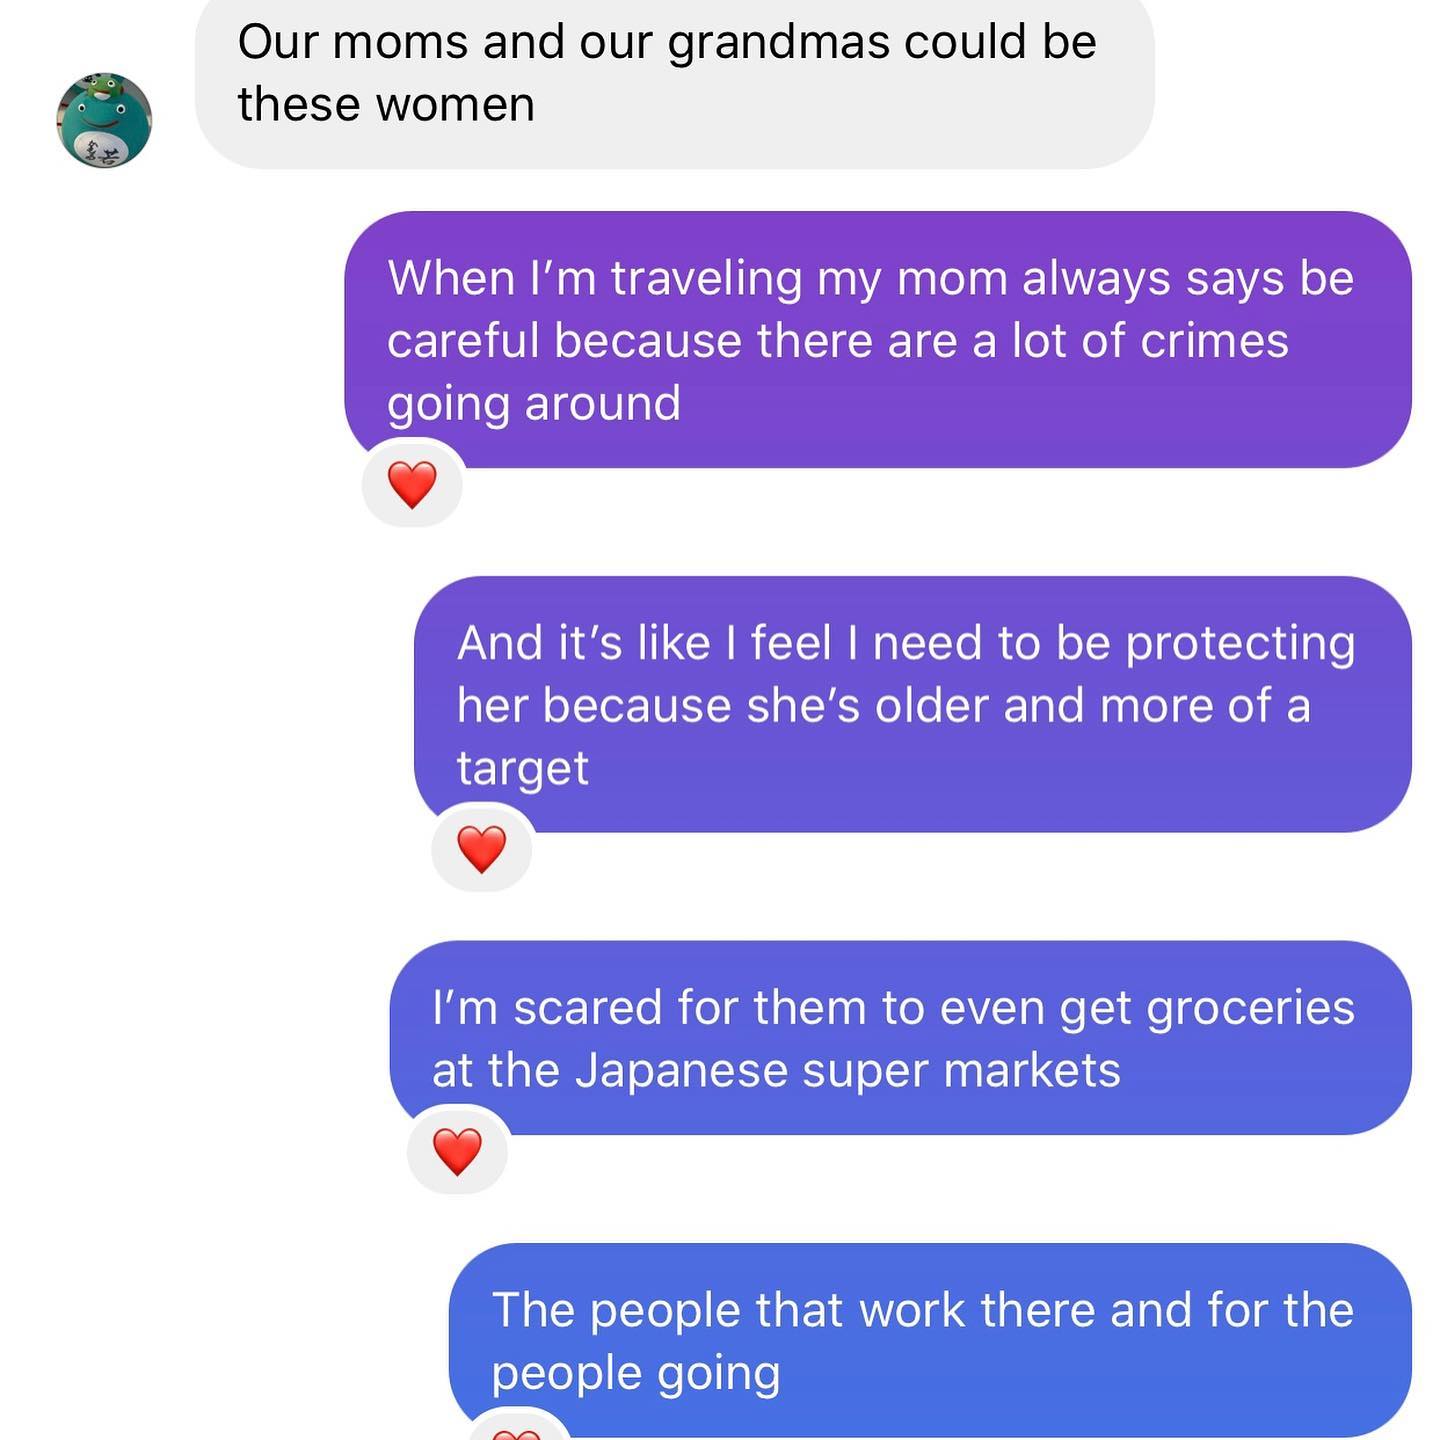 Our moms and our grandmas could be
these women
When I’m traveling my mom always says be
careful because there are a lot of crimes
going around
And it’s like I feel I need to be protecting
her because she’s older and more of a
target
I’m scared for them to even get groceries
at the Japanese super markets
The people that work there and for the
people going